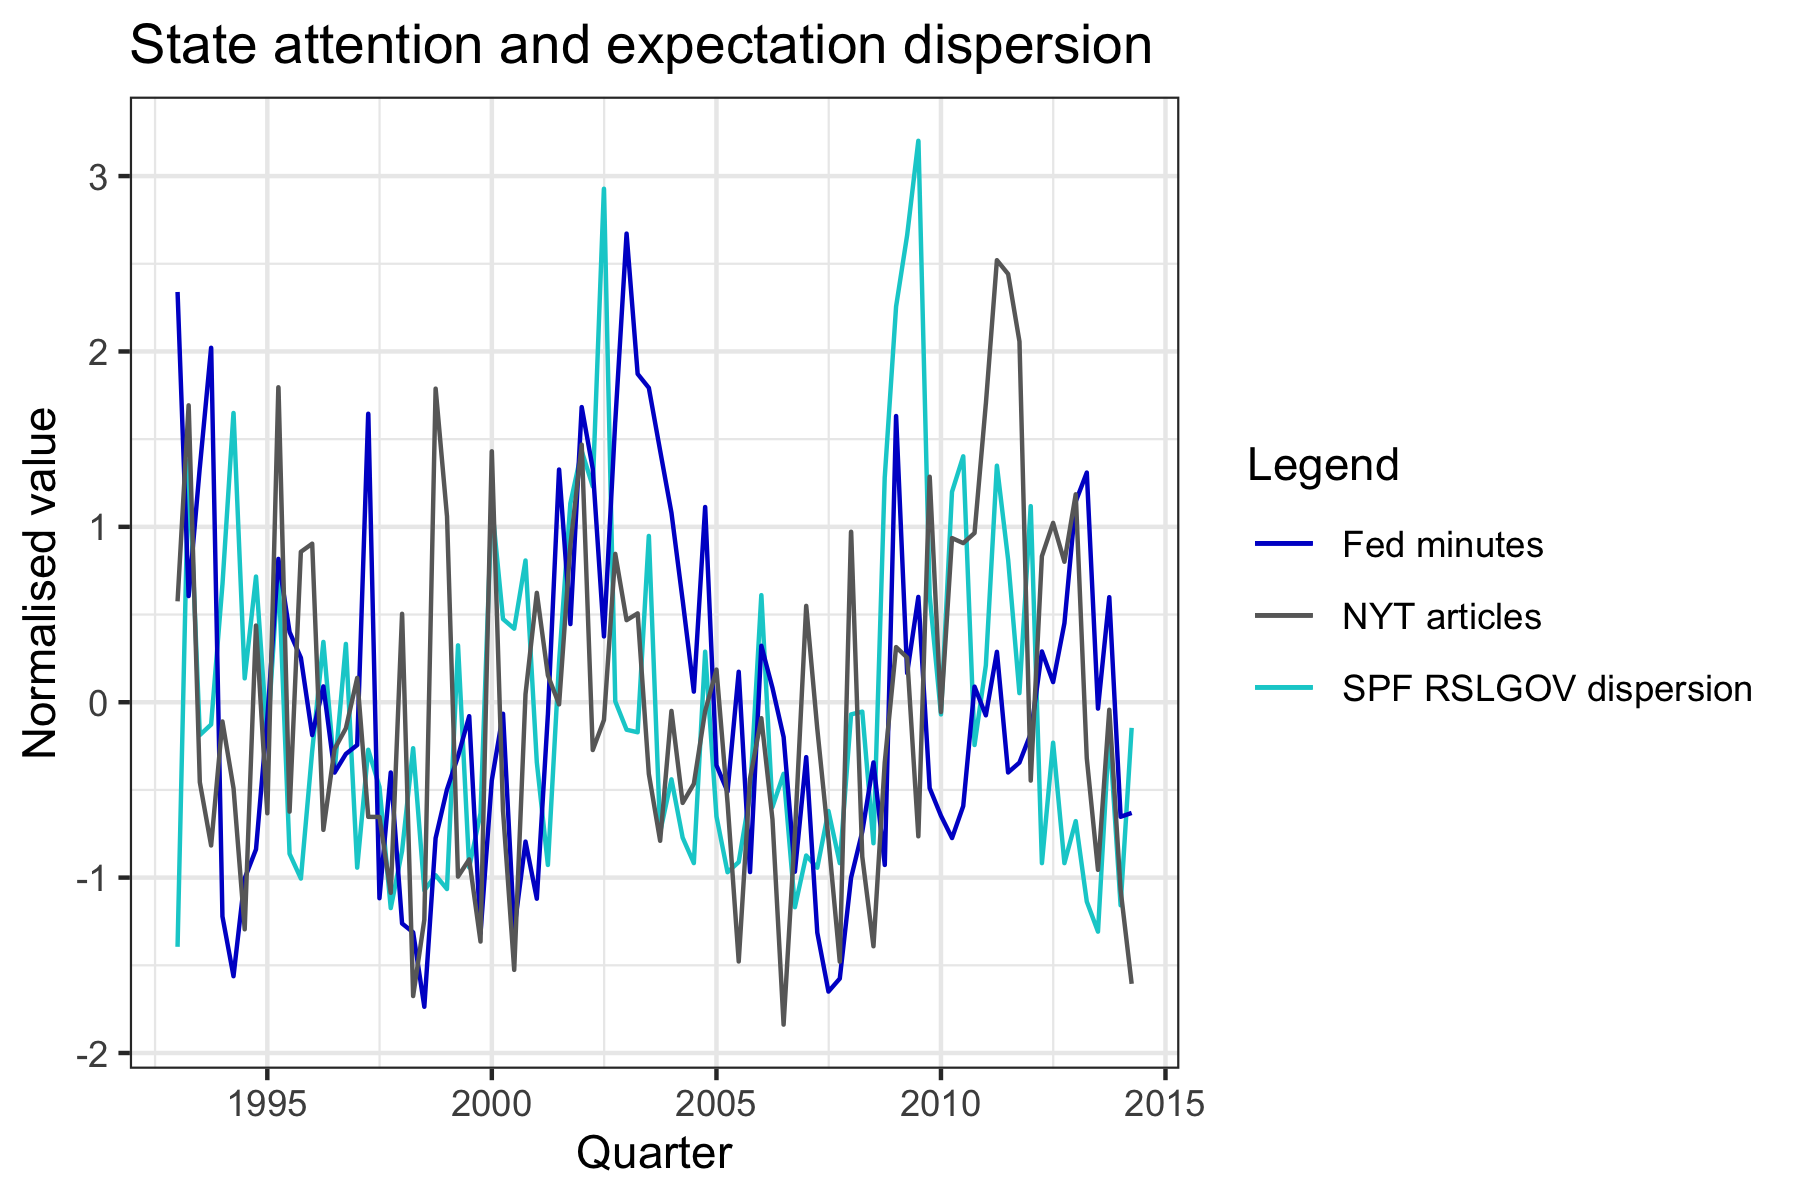 State attention and expectation dispersion
Normalised value
3
2
1
0
-1
-2
1995
2000
2005
2010
2015
Quarter
Legend
Fed minutes
NYT articles
SPF RSLGOV dispersion